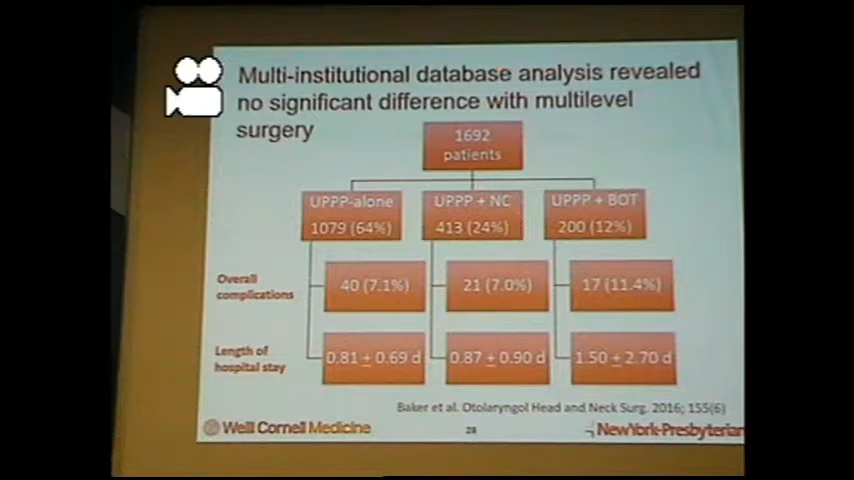 Multi-institutional database analysis revealed
no significant difference with multilevel
surgery
1692
patients
UPPP-alone
1079 (64%)
UPPP + NC
413 (24%)
UPPP + BOT
200 (12%)
Overall
complications
40 (7.1%)
21 (7.0%)
17 (11.4%)
Length of
hospital stay
0.81 ± 0.69 d
0.87 ± 0.90 d
1.50 ± 2.70 d
Baker et al. Otolaryngol Head and Neck Surg. 2016; 155(6)
Weill Cornell Medicine
28
NewYork-Presbyterian